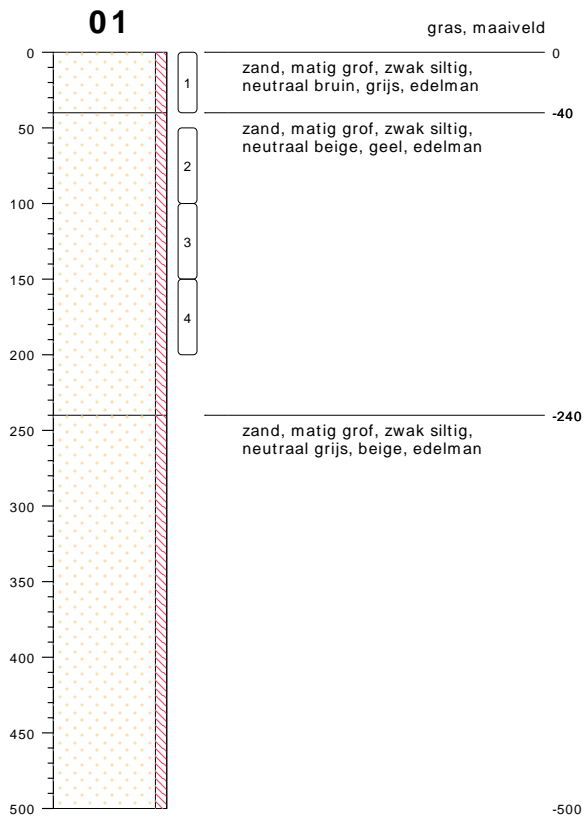 01
gras, maaiveld
0
0
zand, matig grof, zwak siltig,
neutraal bruin, grijs, edelman
1
-40
50
zand, matig grof, zwak siltig,
neutraal beige, geel, edelman
2
100
3
150
4
200
-240
250
zand, matig grof, zwak siltig,
neutraal grijs, beige, edelman
300
350
400
450
500
-500